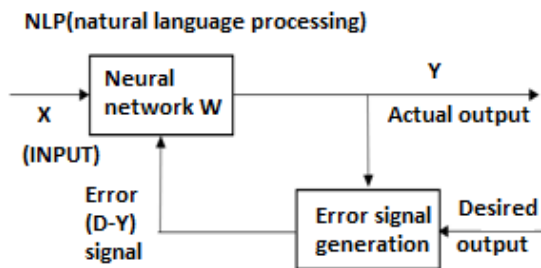 NLP(natural language processing)
Neural
network W
Y
X
(INPUT)
Actual output
Error
(D-Y)
signal
Error signal
generation
Desired
output